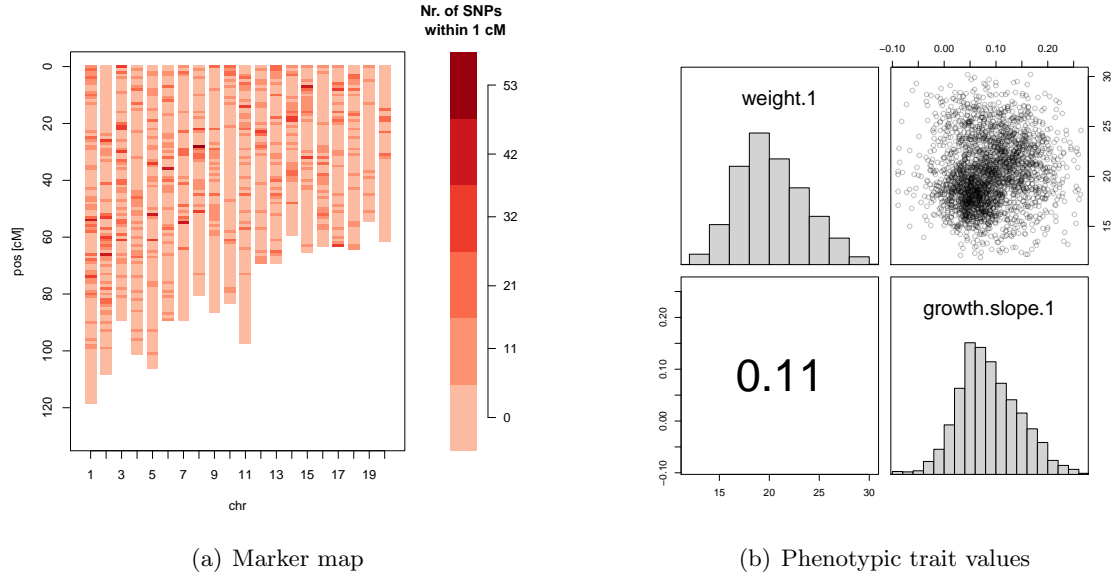 Nr. of SNPs
within 1 cM
0
20
40
60
80
100
120
pos [cM]
1 3 5 7 9 11 13 15 17 19
chr
53
42
32
21
11
0
(a) Marker map
−0.10 0.00 0.10 0.20
weight.1
30
25
20
15
0.20
0.10
0.00
−0.10
0.11
growth.slope.1
15 20 25 30
(b) Phenotypic trait values